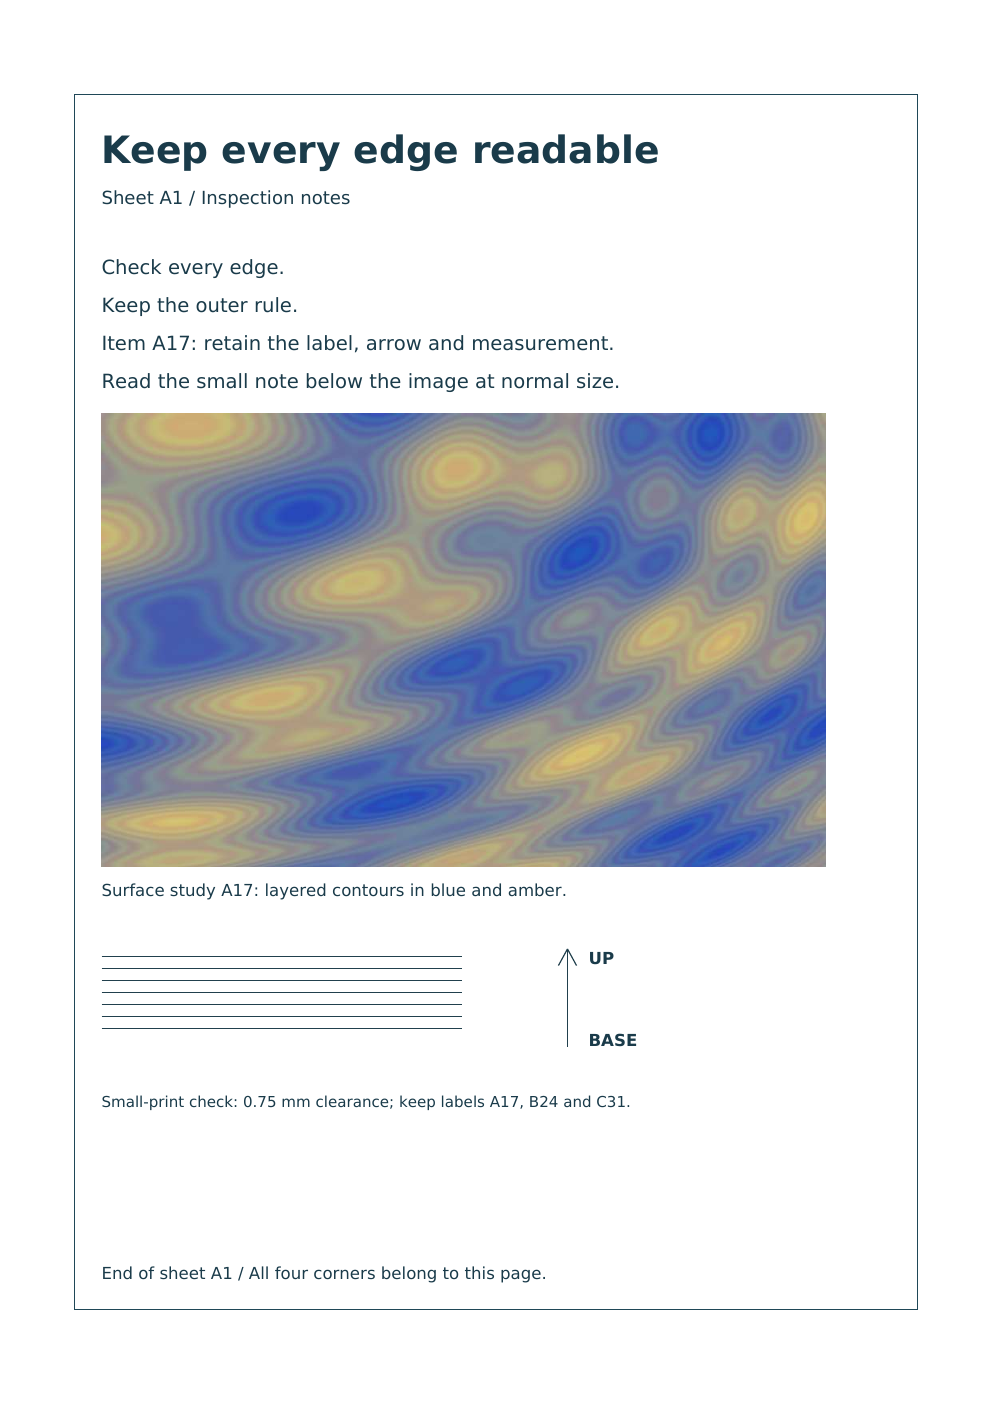 Keep every edge readable
Sheet A1 / Inspection notes
Check every edge.
Keep the outer rule.
Item A17: retain the label, arrow and measurement.
Read the small note below the image at normal size.
Surface study A17: layered contours in blue and amber.
UP
BASE
Small-print check: 0.75 mm clearance; keep labels A17, B24 and C31.
End of sheet A1 / All four corners belong to this page.